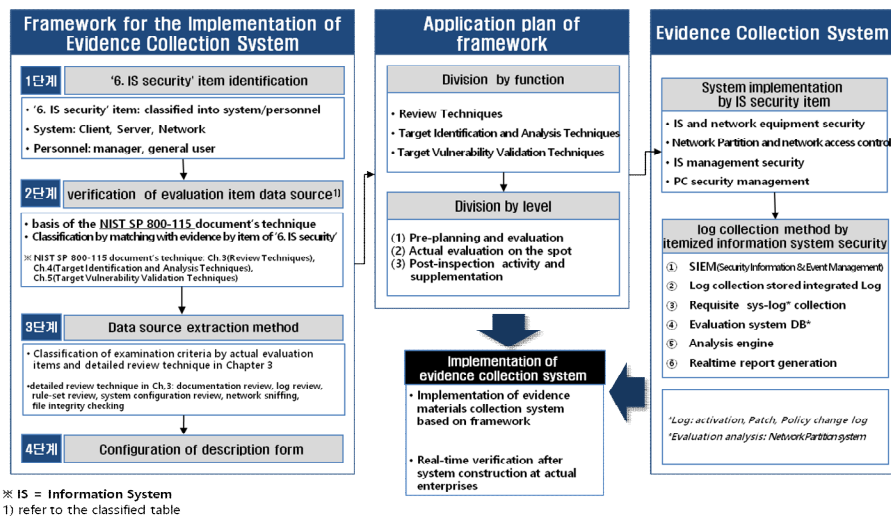 Framework for the Implementation of
Evidence Collection System
1단계
'6. IS security' item identification
• '6. IS security' item: classified into system/personnel
• System: Client, Server, Network
• Personnel: manager, general user
2단계
verification of evaluation item data source1)
• basis of the NIST SP 800-115 document's technique
• Classification by matching with evidence by item of '6. IS security'
※ NIST SP 800-115 document's technique: Ch.3(Review Techniques),
Ch.4(Target Identification and Analysis Techniques),
Ch.5(Target Vulnerability Validation Techniques)
3단계
Data source extraction method
• Classification of examination criteria by actual evaluation
items and detailed review technique in Chapter 3
•detailed review technique in Ch,3: documentation review, log review,
rule-set review, system configuration review, network sniffing,
file integrity checking
4단계
Configuration of description form
※ IS = Information System
1) refer to the classified table
Application plan of
framework
Division by function
• Review Techniques
• Target Identification and Analysis Techniques
• Target Vulnerability Validation Techniques
Division by level
(1) Pre-planning and evaluation
(2) Actual evaluation on the spot
(3) Post-inspection activity and
supplementation
Implementation of
evidence collection system
• Implementation of evidence
materials collection system
based on framework
• Real-time verification after
system construction at actual
enterprises
Evidence Collection System
System implementation
by IS security item
• IS and network equipment security
• Network Partition and network access control
• IS management security
• PC security management
log collection method by
itemized information system security
① SIEM(Security Information & Event Management)
② Log collection stored integrated Log
③ Requisite sys-log* collection
④ Evaluation system DB*
⑤ Analysis engine
⑥ Realtime report generation
*Log: activation, Patch, Policy change log
*Evaluation analysis: Network Partition system